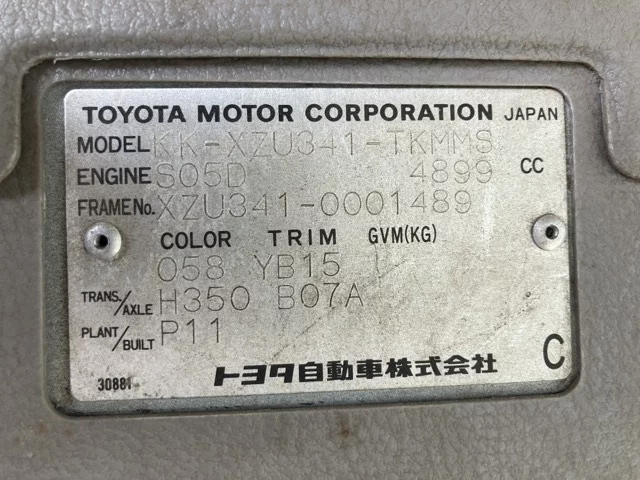 TOYOTA MOTOR CORPORATION JAPAN
MODEL KK-XZU341-TKMMS
ENGINE S05D 4899 CC
FRAME No. XZU341-0001489
COLOR TRIM GVM(KG)
058 YB15
TRANS./AXLE H350 B07A
PLANT/BUILT P11
トヨタ自動車株式会社 C
30881